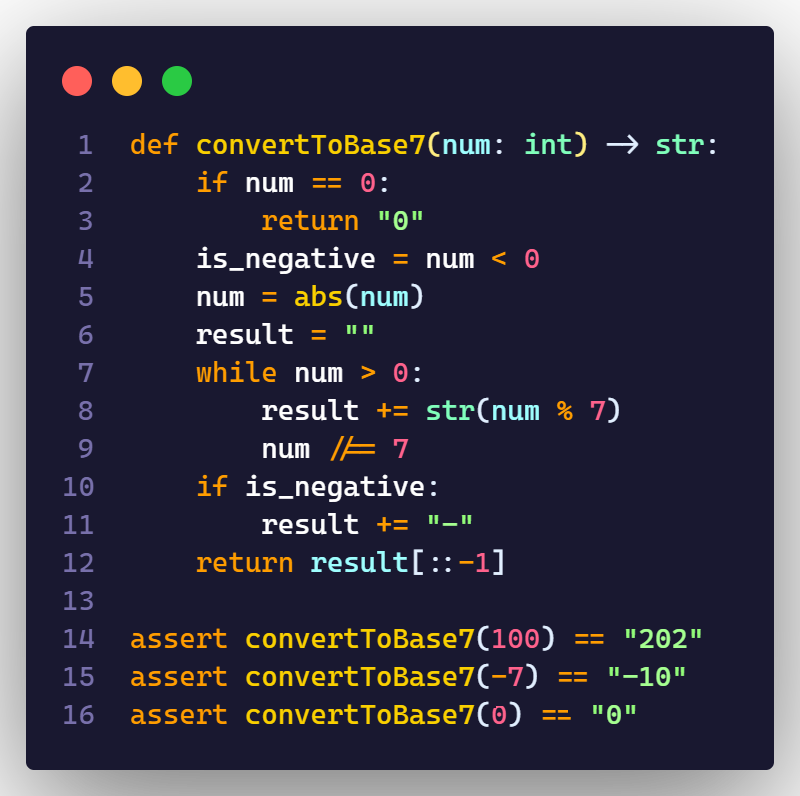 1 def convertToBase7(num: int) -> str:
2     if num == 0:
3         return "0"
4     is_negative = num < 0
5     num = abs(num)
6     result = ""
7     while num > 0:
8         result += str(num % 7)
9         num //= 7
10     if is_negative:
11         result += "-"
12     return result[::-1]
13
14 assert convertToBase7(100) == "202"
15 assert convertToBase7(-7) == "-10"
16 assert convertToBase7(0) == "0"